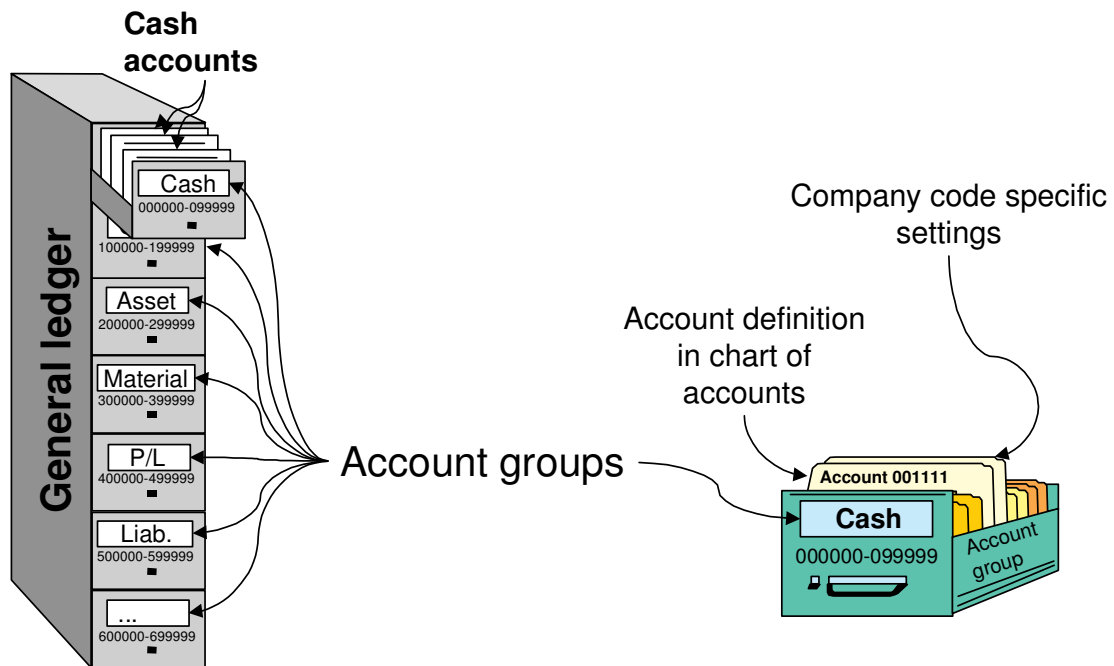 Cash
accounts
General ledger
Cash
000000-099999
100000-199999
Asset
200000-299999
Material
300000-399999
P/L
400000-499999
Liab.
500000-599999
...
600000-699999
Account groups
Company code specific
settings
Account definition
in chart of
accounts
Account 001111
Cash
000000-099999
Account
group